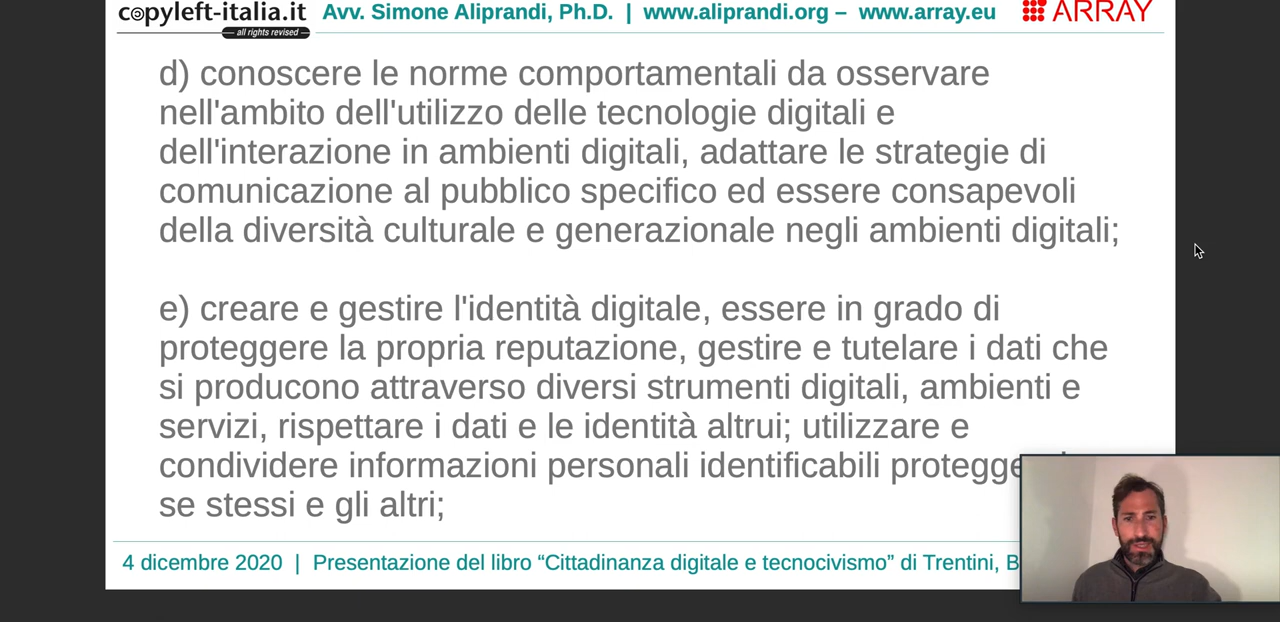 copyleft-italia.it
all rights revised
Avv. Simone Aliprandi, Ph.D. | www.aliprandi.org – www.array.eu
ARRAY
d) conoscere le norme comportamentali da osservare
nell'ambito dell'utilizzo delle tecnologie digitali e
dell'interazione in ambienti digitali, adattare le strategie di
comunicazione al pubblico specifico ed essere consapevoli
della diversità culturale e generazionale negli ambienti digitali;
e) creare e gestire l'identità digitale, essere in grado di
proteggere la propria reputazione, gestire e tutelare i dati che
si producono attraverso diversi strumenti digitali, ambienti e
servizi, rispettare i dati e le identità altrui; utilizzare e
condividere informazioni personali identificabili
se stessi e gli altri;
4 dicembre 2020 | Presentazione del libro “Cittadinanza digitale e tecnocivismo” di Trentini,